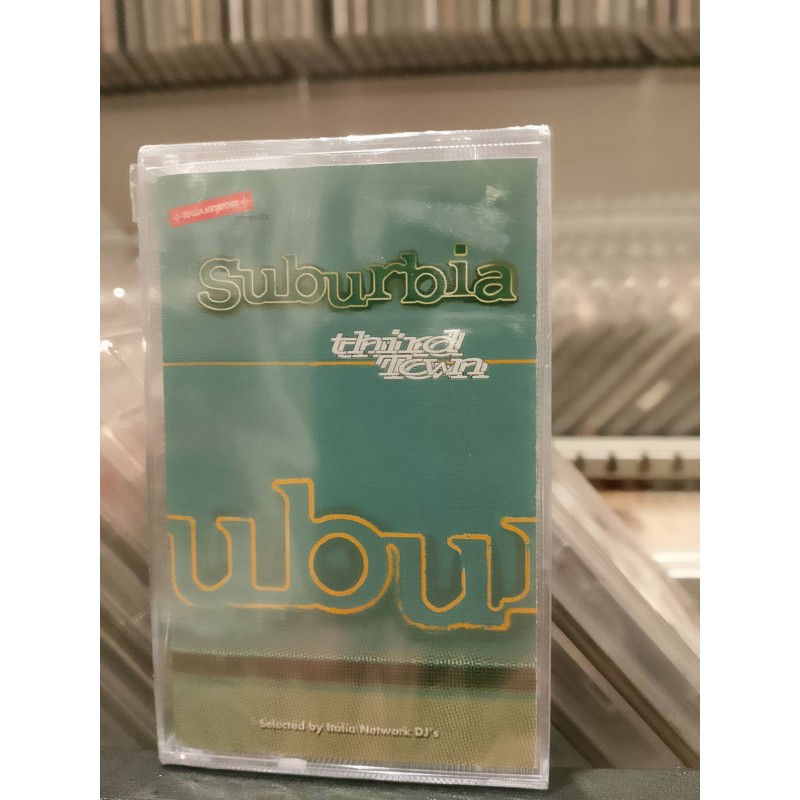 Suburbia
third
Town
ubu
Selected by Italia Network DJ's